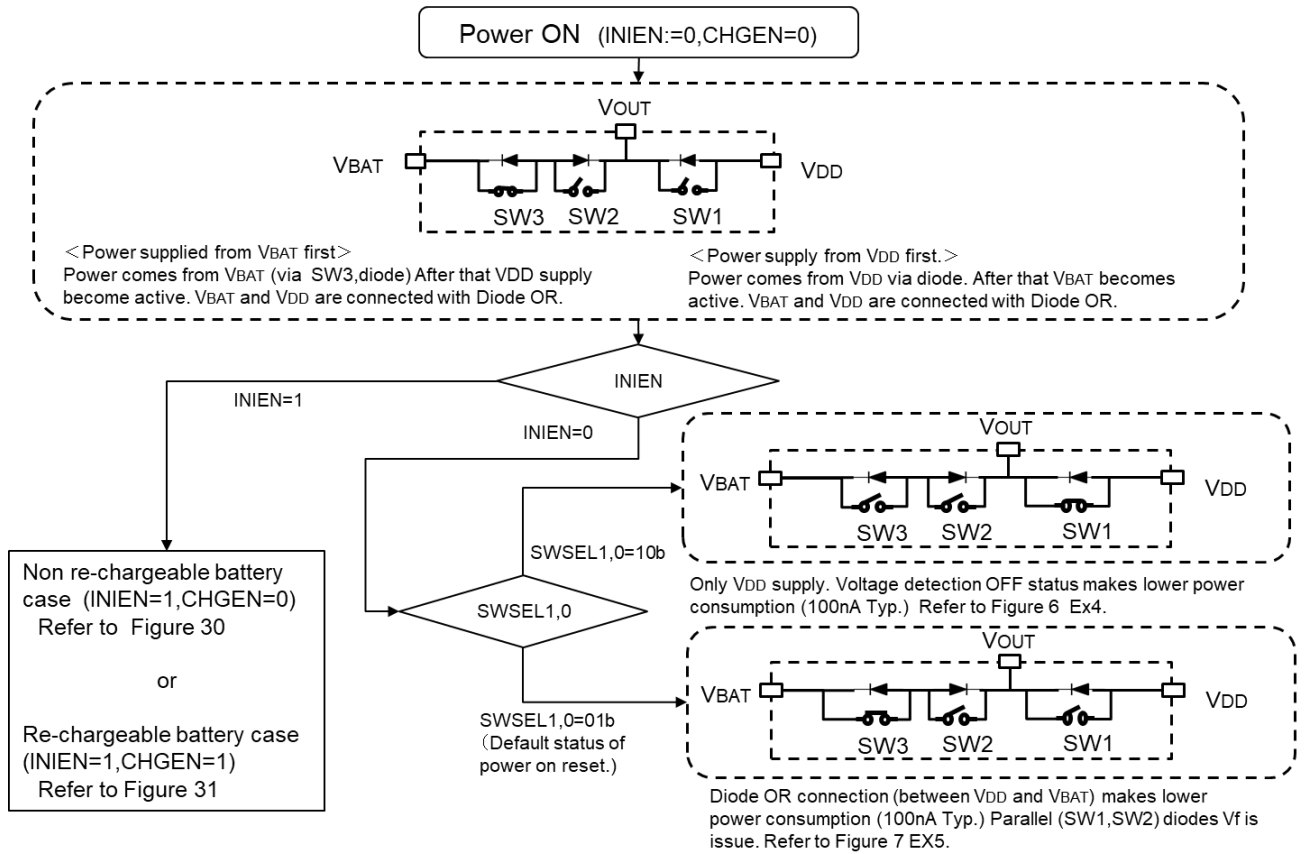 Power ON (INIEN:=0,CHGEN=0)
VOUT
VBAT
VDD
SW3
SW2
SW1
＜Power supplied from VBAT first＞
Power comes from VBAT (via SW3,diode) After that VDD supply
become active. VBAT and VDD are connected with Diode OR.
＜Power supply from VDD first.＞
Power comes from VDD via diode. After that VBAT becomes
active. VBAT and VDD are connected with Diode OR.
INIEN
INIEN=1
INIEN=0
VOUT
VBAT
VDD
SW3
SW2
SW1
SWSEL1,0=10b
Only VDD supply. Voltage detection OFF status makes lower power
consumption (100nA Typ.) Refer to Figure 6 Ex4.
Non re-chargeable battery
case (INIEN=1,CHGEN=0)
Refer to Figure 30
or
Re-chargeable battery case
(INIEN=1,CHGEN=1)
Refer to Figure 31
SWSEL1,0
SWSEL1,0=01b
（Default status of
power on reset.)
VOUT
VBAT
VDD
SW3
SW2
SW1
Diode OR connection (between VDD and VBAT) makes lower
power consumption (100nA Typ.) Parallel (SW1,SW2) diodes Vf is
issue. Refer to Figure 7 EX5.